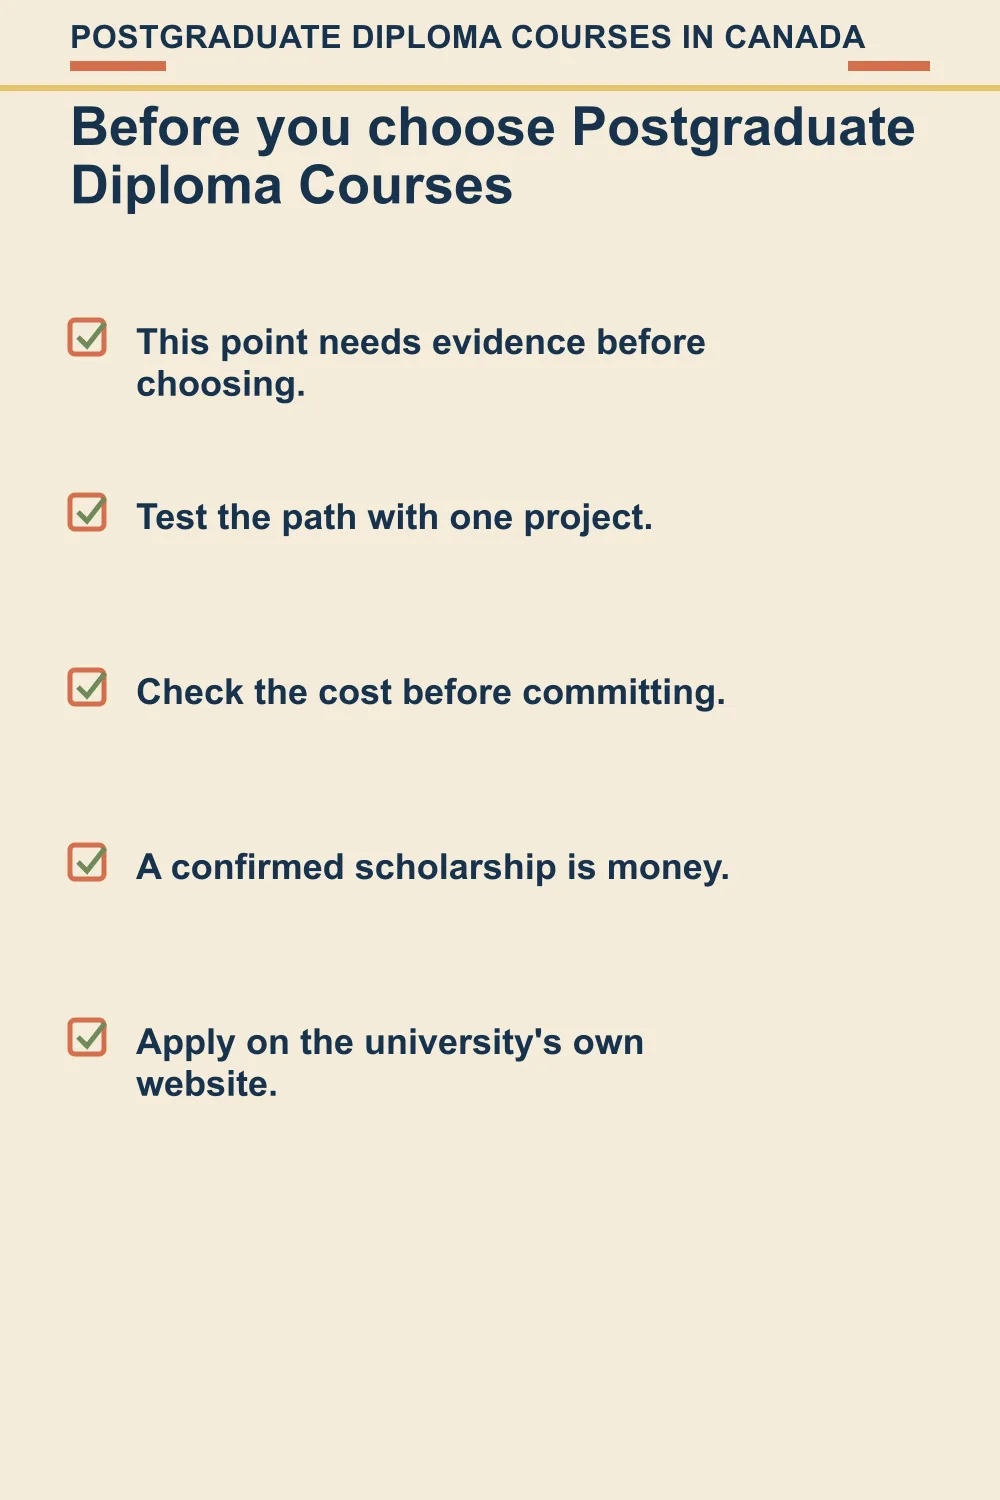 POSTGRADUATE DIPLOMA COURSES IN CANADA
Before you choose Postgraduate
Diploma Courses
This point needs evidence before
choosing.
Test the path with one project.
Check the cost before committing.
A confirmed scholarship is money.
Apply on the university's own
website.